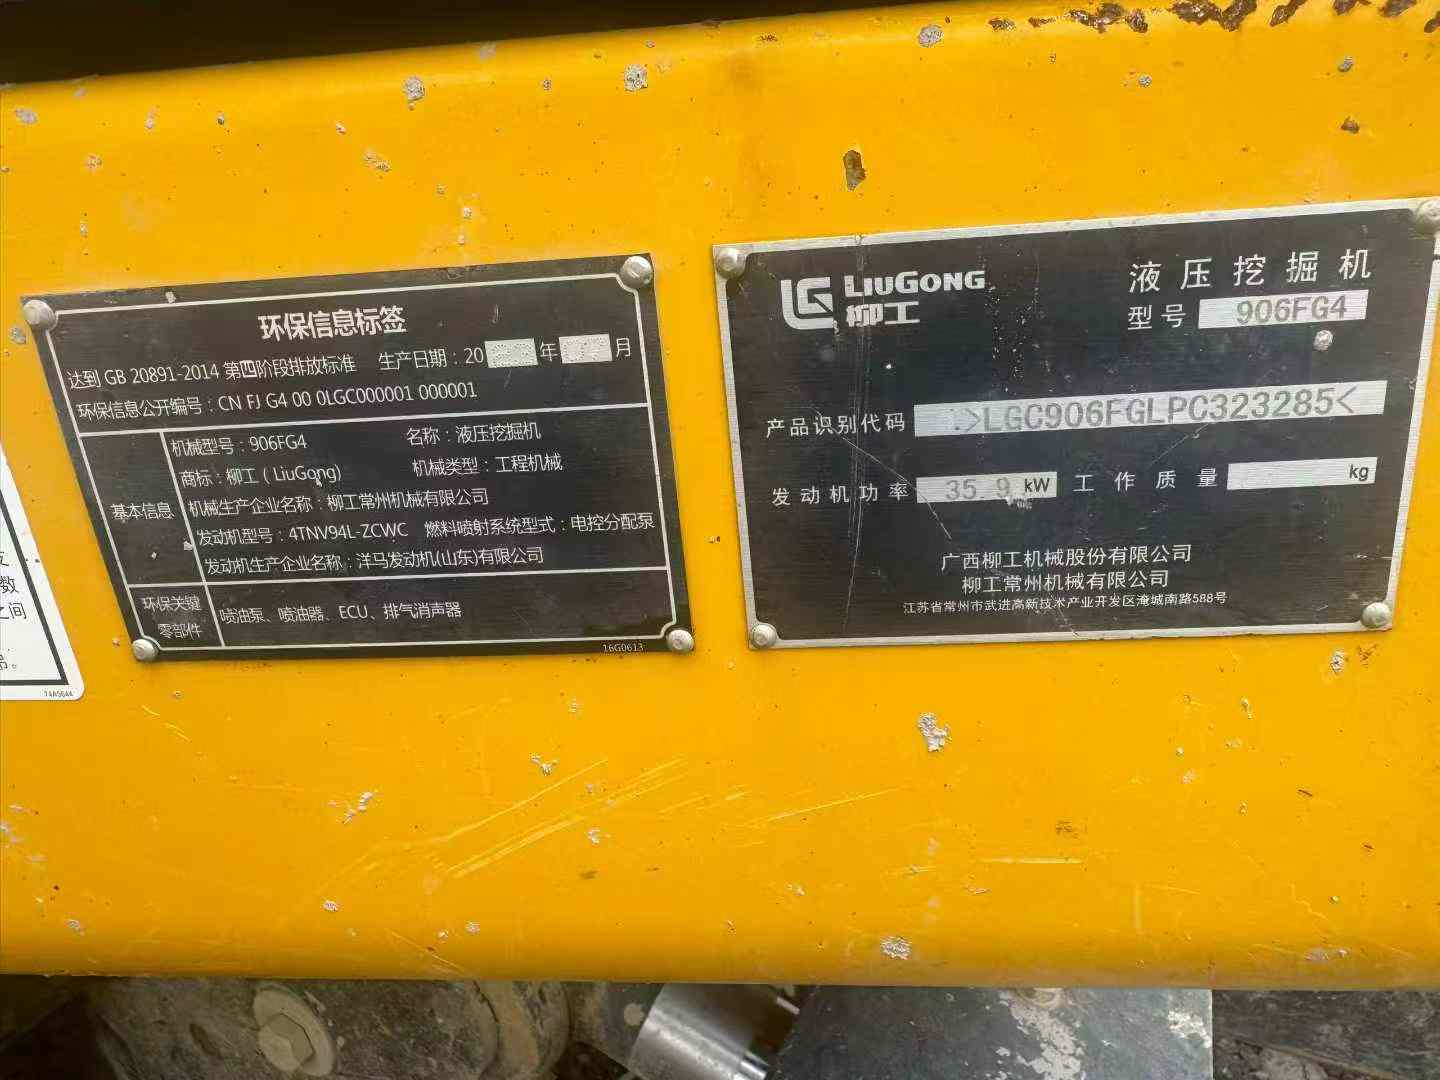 环保信息标签
达到 GB 20891-2014 第四阶段排放标准 生产日期：20 年 月
环保信息公开编号：CN FJ G4 00 0LGC000001 000001
基本信息
机械型号：906FG4 名称：液压挖掘机
商标：柳工（LiuGong) 机械类型：工程机械
机械生产企业名称：柳工常州机械有限公司
发动机型号：4TNV94L-ZCWC 燃料喷射系统型式：电控分配泵
发动机生产企业名称：洋马发动机(山东)有限公司
环保关键
零部件
喷油泵、喷油器、ECU、排气消声器
16G0613
LG LIUGONG
柳工
液压挖掘机
型号 906FG4
产品识别代码 >LGC906FGLPC323285<
发动机功率 35.9 kW 工作质量 kg
广西柳工机械股份有限公司
柳工常州机械有限公司
江苏省常州市武进高新技术产业开发区淹城南路588号
数
之间
74A5644